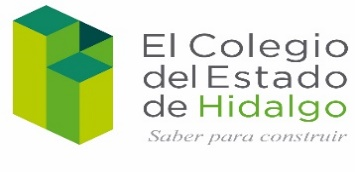 El Colegio
del Estado
de Hidalgo
Saber para construir